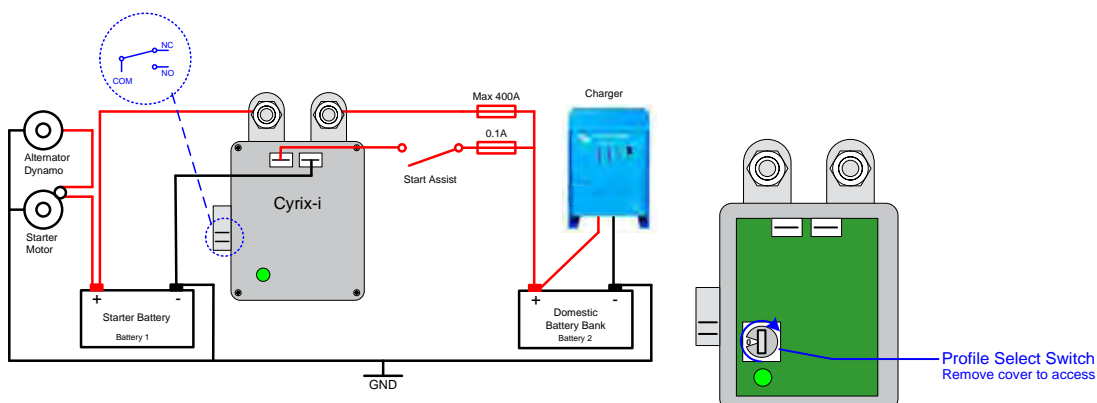 NC
COM
NO
Max 400A
Charger
0.1A
Alternator
Dynamo
Start Assist
Cyrix-i
Starter
Motor
+ -
Starter Battery
Battery 1
+ -
Domestic
Battery Bank
Battery 2
GND
0
Profile Select Switch
Remove cover to access